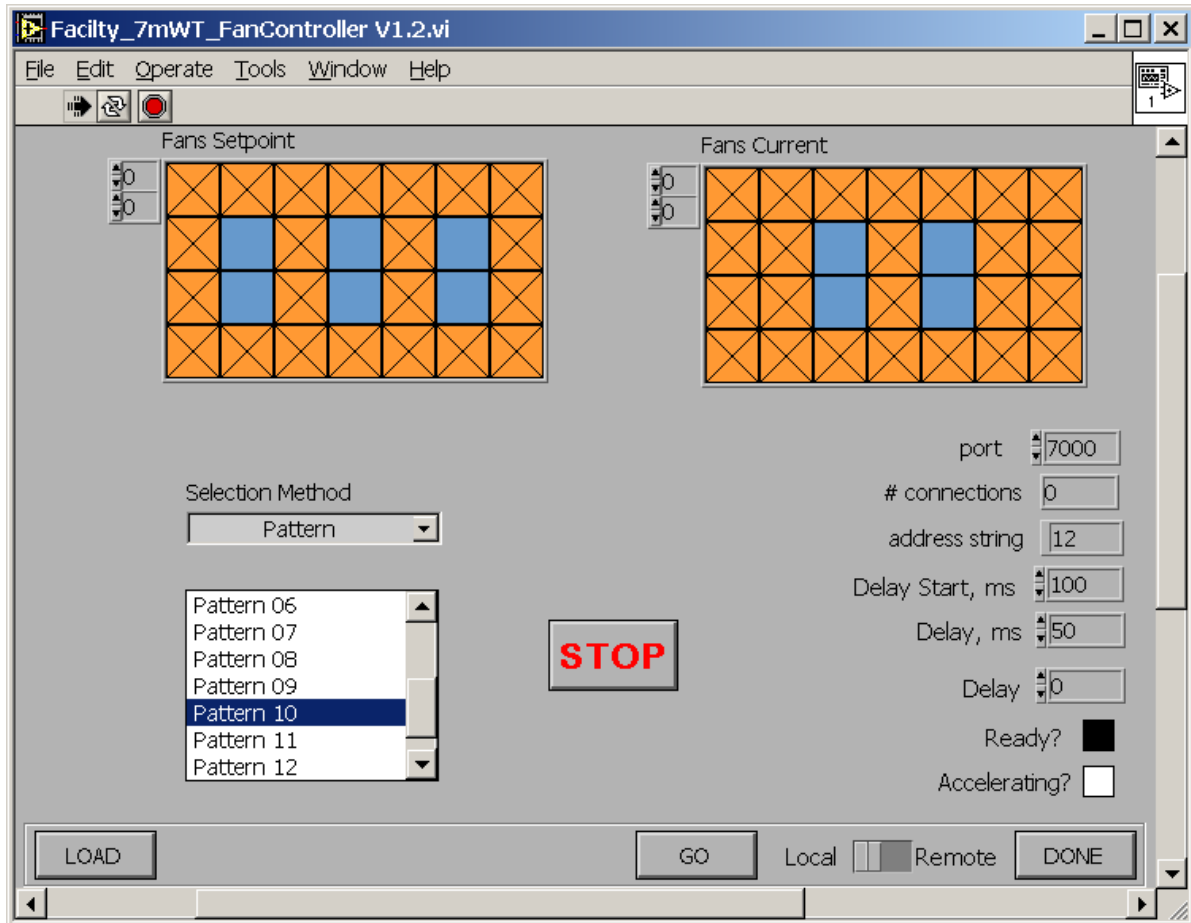 Facilty_7mWT_FanController V1.2.vi
File Edit Operate Tools Window Help
1
Fans Setpoint
Fans Current
0
0
0
0
port 7000
# connections 0
address string 12
Delay Start, ms 100
Delay, ms 50
Delay 0
Ready?
Accelerating?
Selection Method
Pattern
Pattern 06
Pattern 07
Pattern 08
Pattern 09
Pattern 10
Pattern 11
Pattern 12
STOP
LOAD GO Local Remote DONE